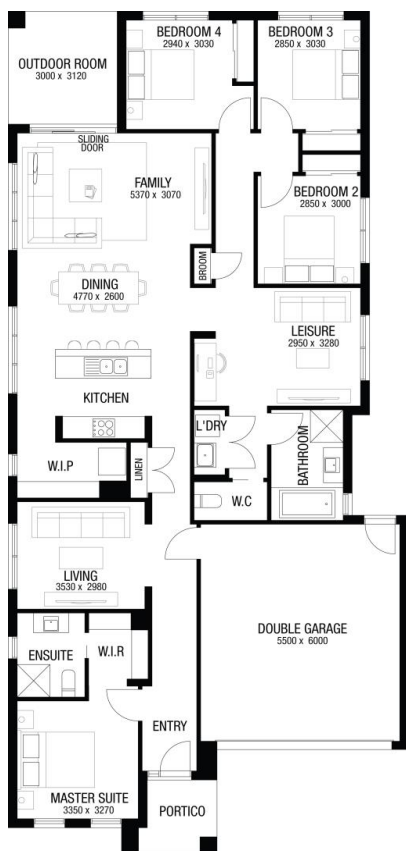 BEDROOM 4
2940 x 3030
BEDROOM 3
2850 x 3030
OUTDOOR ROOM
3000 x 3120
SLIDING
DOOR
FAMILY
5370 x 3070
BEDROOM 2
2850 x 3000
BROOM
DINING
4770 x 2600
LEISURE
2950 x 3280
KITCHEN
L'DRY
BATHROOM
W.I.P
LINEN
W.C
LIVING
3530 x 2980
DOUBLE GARAGE
5500 x 6000
ENSUITE
W.I.R
ENTRY
MASTER SUITE
3350 x 3270
PORTICO